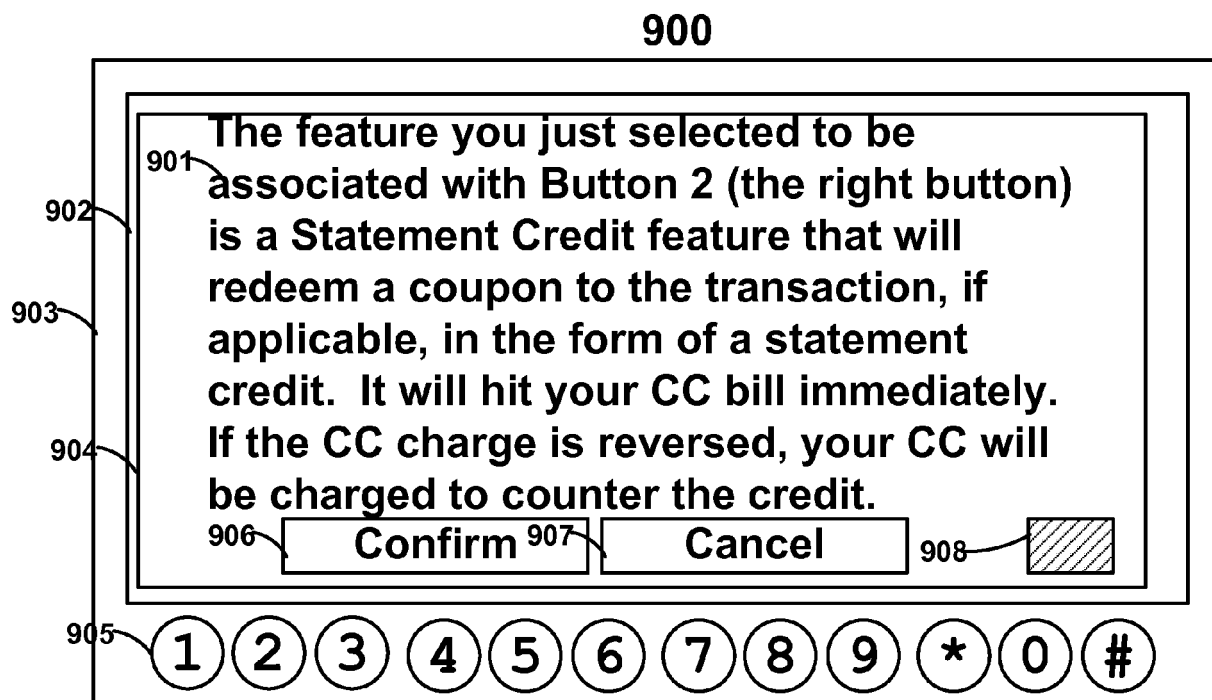 900
The feature you just selected to be
901
associated with Button 2 (the right button)
902
is a Statement Credit feature that will
redeem a coupon to the transaction, if
903
applicable, in the form of a statement
credit.  It will hit your CC bill immediately.
If the CC charge is reversed, your CC will
904
be charged to counter the credit.
906 Confirm 907 Cancel 908
905 1 2 3 4 5 6 7 8 9 * 0 #